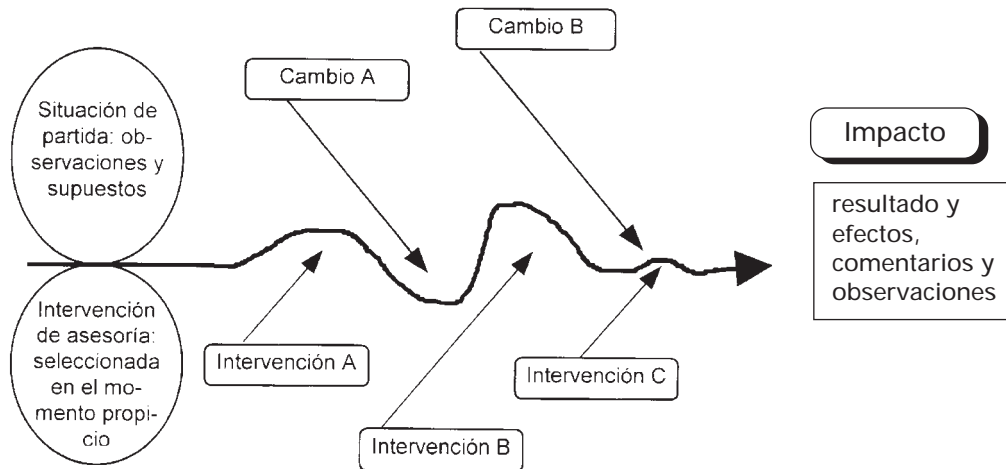 Cambio B
Cambio A
Situación de
partida: ob-
servaciones y
supuestos
Impacto
resultado y
efectos,
comentarios y
observaciones
Intervención
de asesoría:
seleccionada
en el mo-
mento propi-
cio
Intervención A
Intervención C
Intervención B